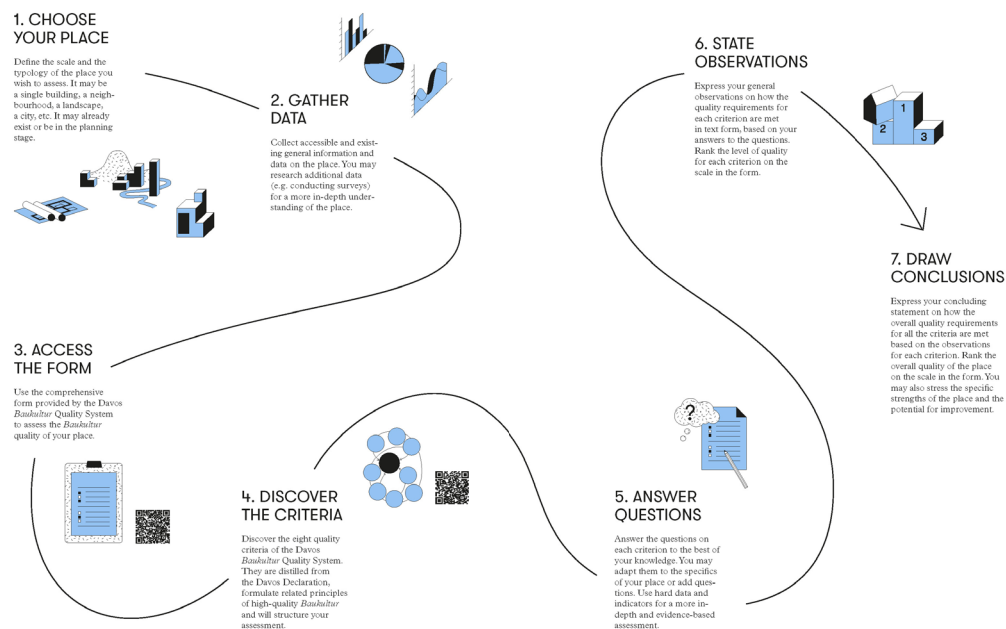 1. CHOOSE
YOUR PLACE
Define the scale and the
typology of the place you
wish to assess. It may be
a single building, a neigh-
bourhood, a landscape,
a city, etc. It may already
exist or be in the planning
stage.
2. GATHER
DATA
Collect accessible and exist-
ing general information and
data on the place. You may
research additional data
(e.g. conducting surveys)
for a more in-depth under-
standing of the place.
3. ACCESS
THE FORM
Use the comprehensive
form provided by the Davos
Baukultur Quality System
to assess the Baukultur
quality of your place.
4. DISCOVER
THE CRITERIA
Discover the eight quality
criteria of the Davos
Baukultur Quality System.
They are distilled from
the Davos Declaration,
formulate related principles
of high-quality Baukultur
and will structure your
assessment.
?
5. ANSWER
QUESTIONS
Answer the questions on
each criterion to the best of
your knowledge. You may
adapt them to the specifics
of your place or add ques-
tions. Use hard data and
indicators for a more in-
depth and evidence-based
assessment.
6. STATE
OBSERVATIONS
Express your general
observations on how the
quality requirements for
each criterion are met
in text form, based on your
answers to the questions.
Rank the level of quality
for each criterion on the
scale in the form.
1
2
3
7. DRAW
CONCLUSIONS
Express your concluding
statement on how the
overall quality requirements
for all the criteria are met
based on the observations
for each criterion. Rank the
overall quality of the place
on the scale in the form. You
may also stress the specific
strengths of the place and the
potential for improvement.